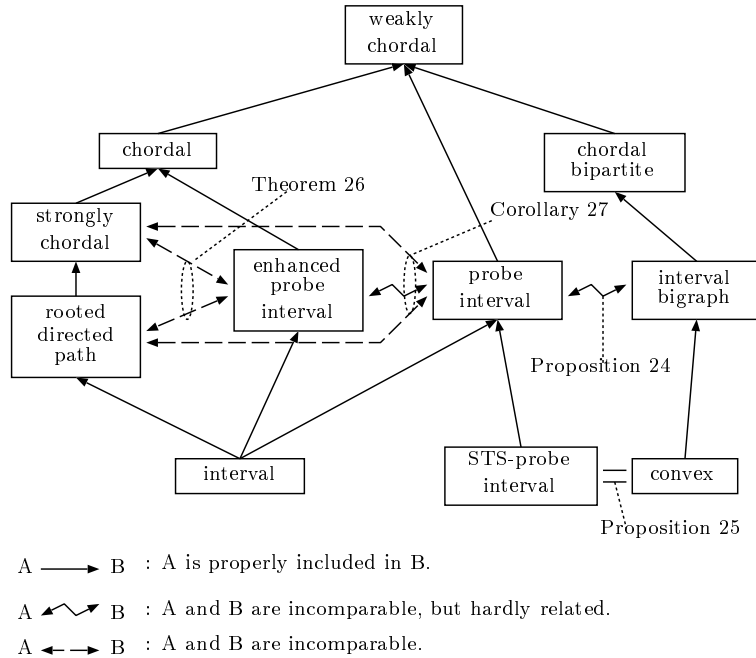 weakly
chordal
chordal
chordal
bipartite
Theorem 26
strongly
chordal
Corollary 27
enhanced
probe
interval
probe
interval
interval
bigraph
rooted
directed
path
Proposition 24
interval
STS-probe
interval
convex
Proposition 25
A B : A is properly included in B.
A B : A and B are incomparable, but hardly related.
A B : A and B are incomparable.